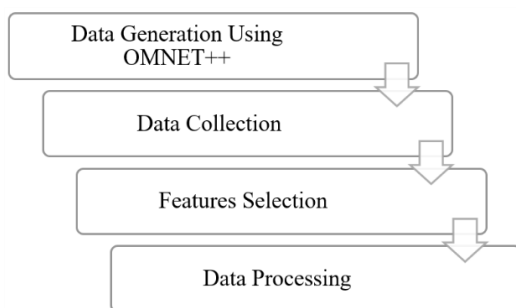 Data Generation Using
OMNET++
Data Collection
Features Selection
Data Processing